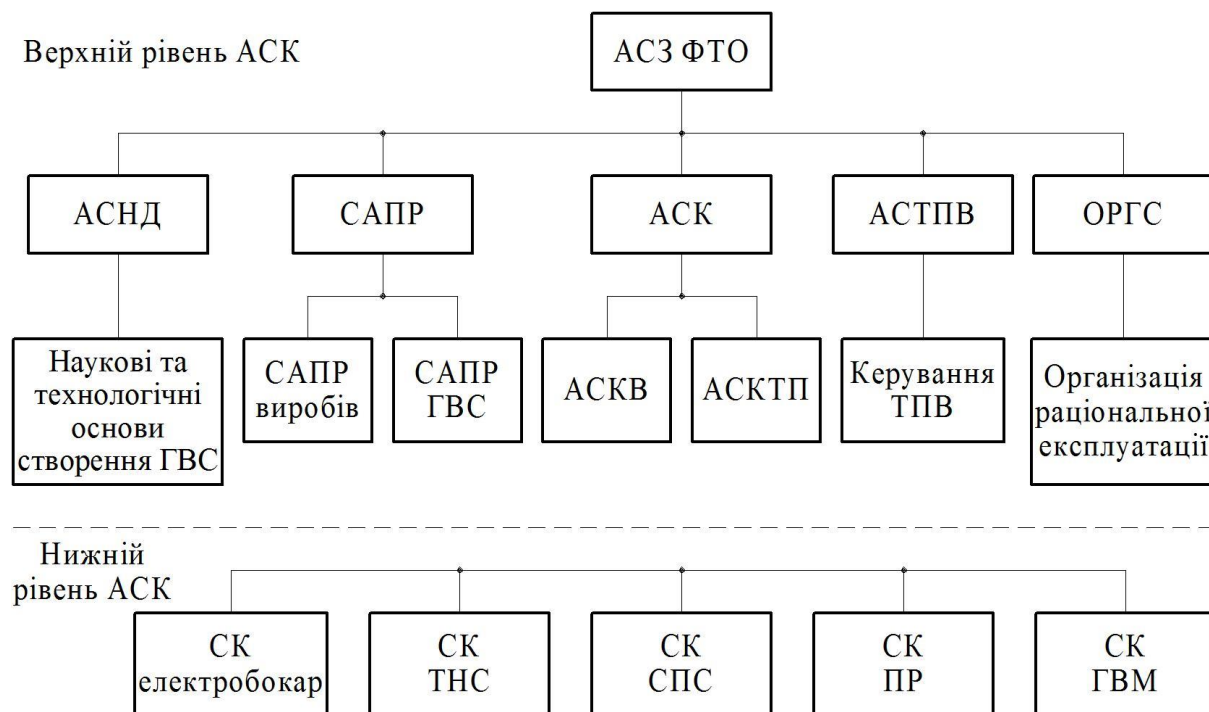 Верхній рівень АСК
АСЗ ФТО
АСНД
САПР
АСК
АСТПВ
ОРГС
Наукові та
технологічні
основи
створення ГВС
САПР
виробів
САПР
ГВС
АСКВ
АСКТП
Керування
ТПВ
Організація
раціональної
експлуатації
Нижній
рівень АСК
СК
електробокар
СК
ТНС
СК
СПС
СК
ПР
СК
ГВМ